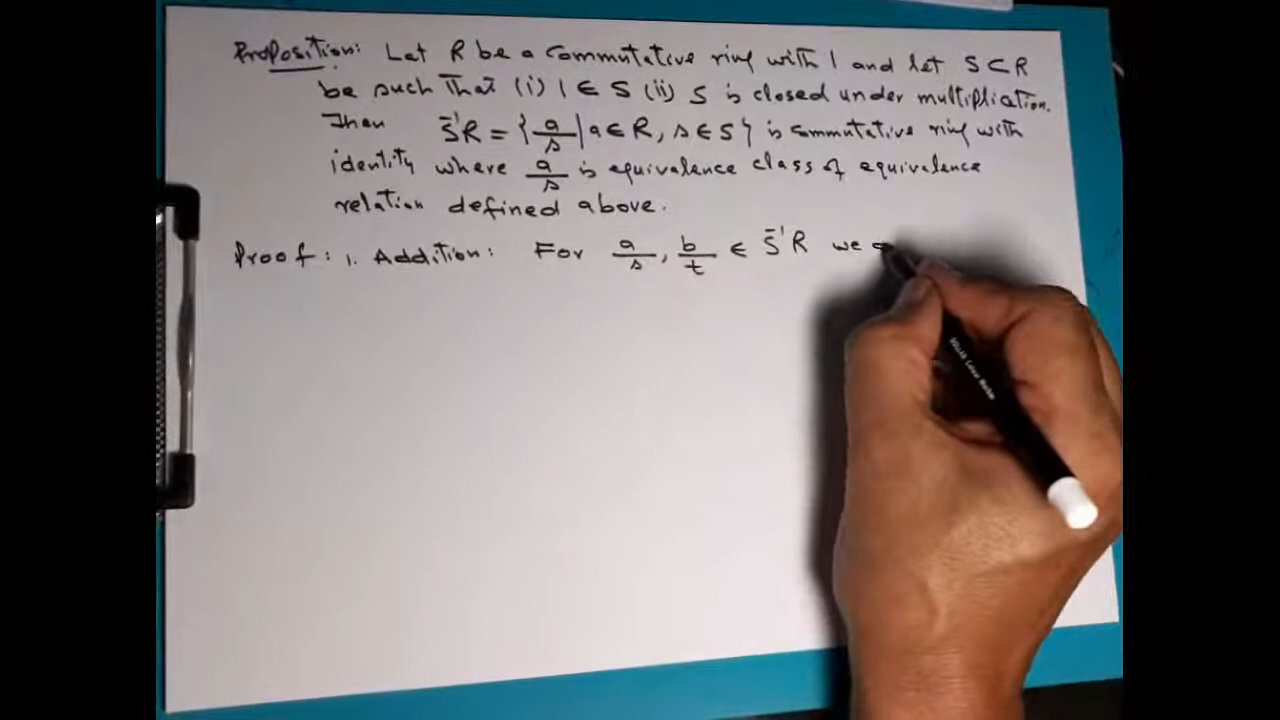 Proposition: Let R be a commutative ring with 1 and let S ⊂ R
be such that (i) 1 ∈ S (ii) S is closed under multipliation.
Then S⁻¹R = { a/s | a ∈ R, s ∈ S } is commutative ring with
identity where a/s is equivalence class of equivalence
relation defined above.
Proof: 1. Addition: For a/s, b/t ∈ S⁻¹R we